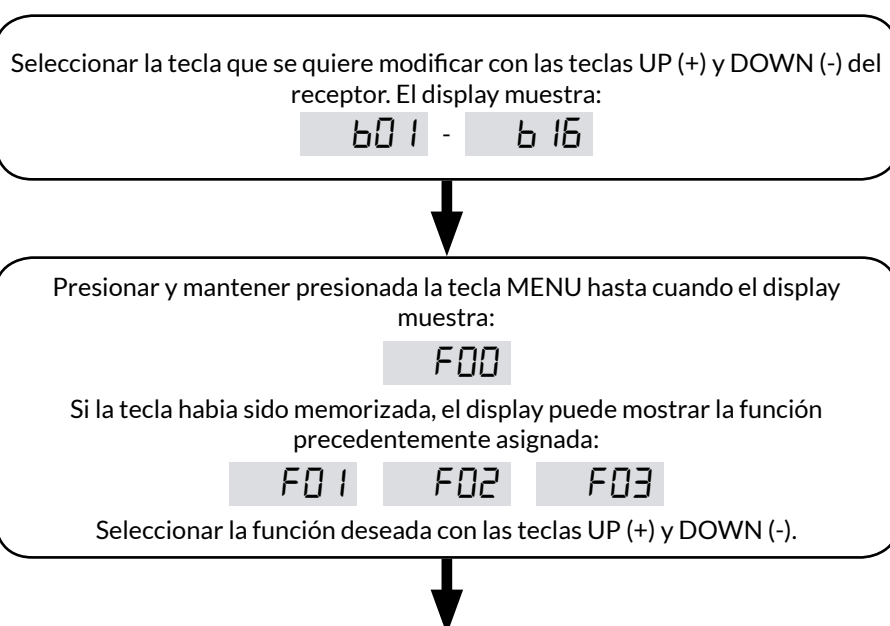 Seleccionar la tecla que se quiere modificar con las teclas UP (+) y DOWN (-) del
receptor. El display muestra:
b01 - b16
Presionar y mantener presionada la tecla MENU hasta cuando el display
muestra:
F00
Si la tecla habia sido memorizada, el display puede mostrar la función
precedentemente asignada:
F01 F02 F03
Seleccionar la función deseada con las teclas UP (+) y DOWN (-).